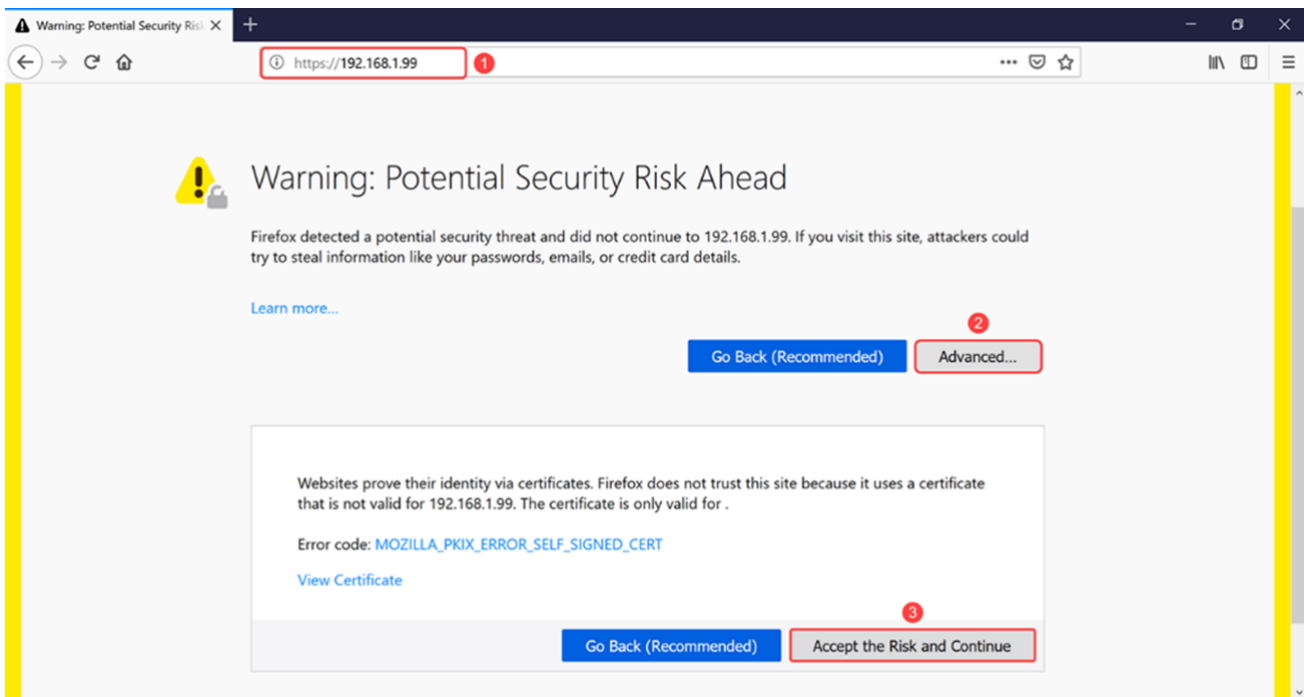 Warning: Potential Security Ris
https://192.168.1.99
1
Warning: Potential Security Risk Ahead
Firefox detected a potential security threat and did not continue to 192.168.1.99. If you visit this site, attackers could
try to steal information like your passwords, emails, or credit card details.
Learn more...
2
Go Back (Recommended) Advanced...
Websites prove their identity via certificates. Firefox does not trust this site because it uses a certificate
that is not valid for 192.168.1.99. The certificate is only valid for .
Error code: MOZILLA_PKIX_ERROR_SELF_SIGNED_CERT
View Certificate
3
Go Back (Recommended) Accept the Risk and Continue